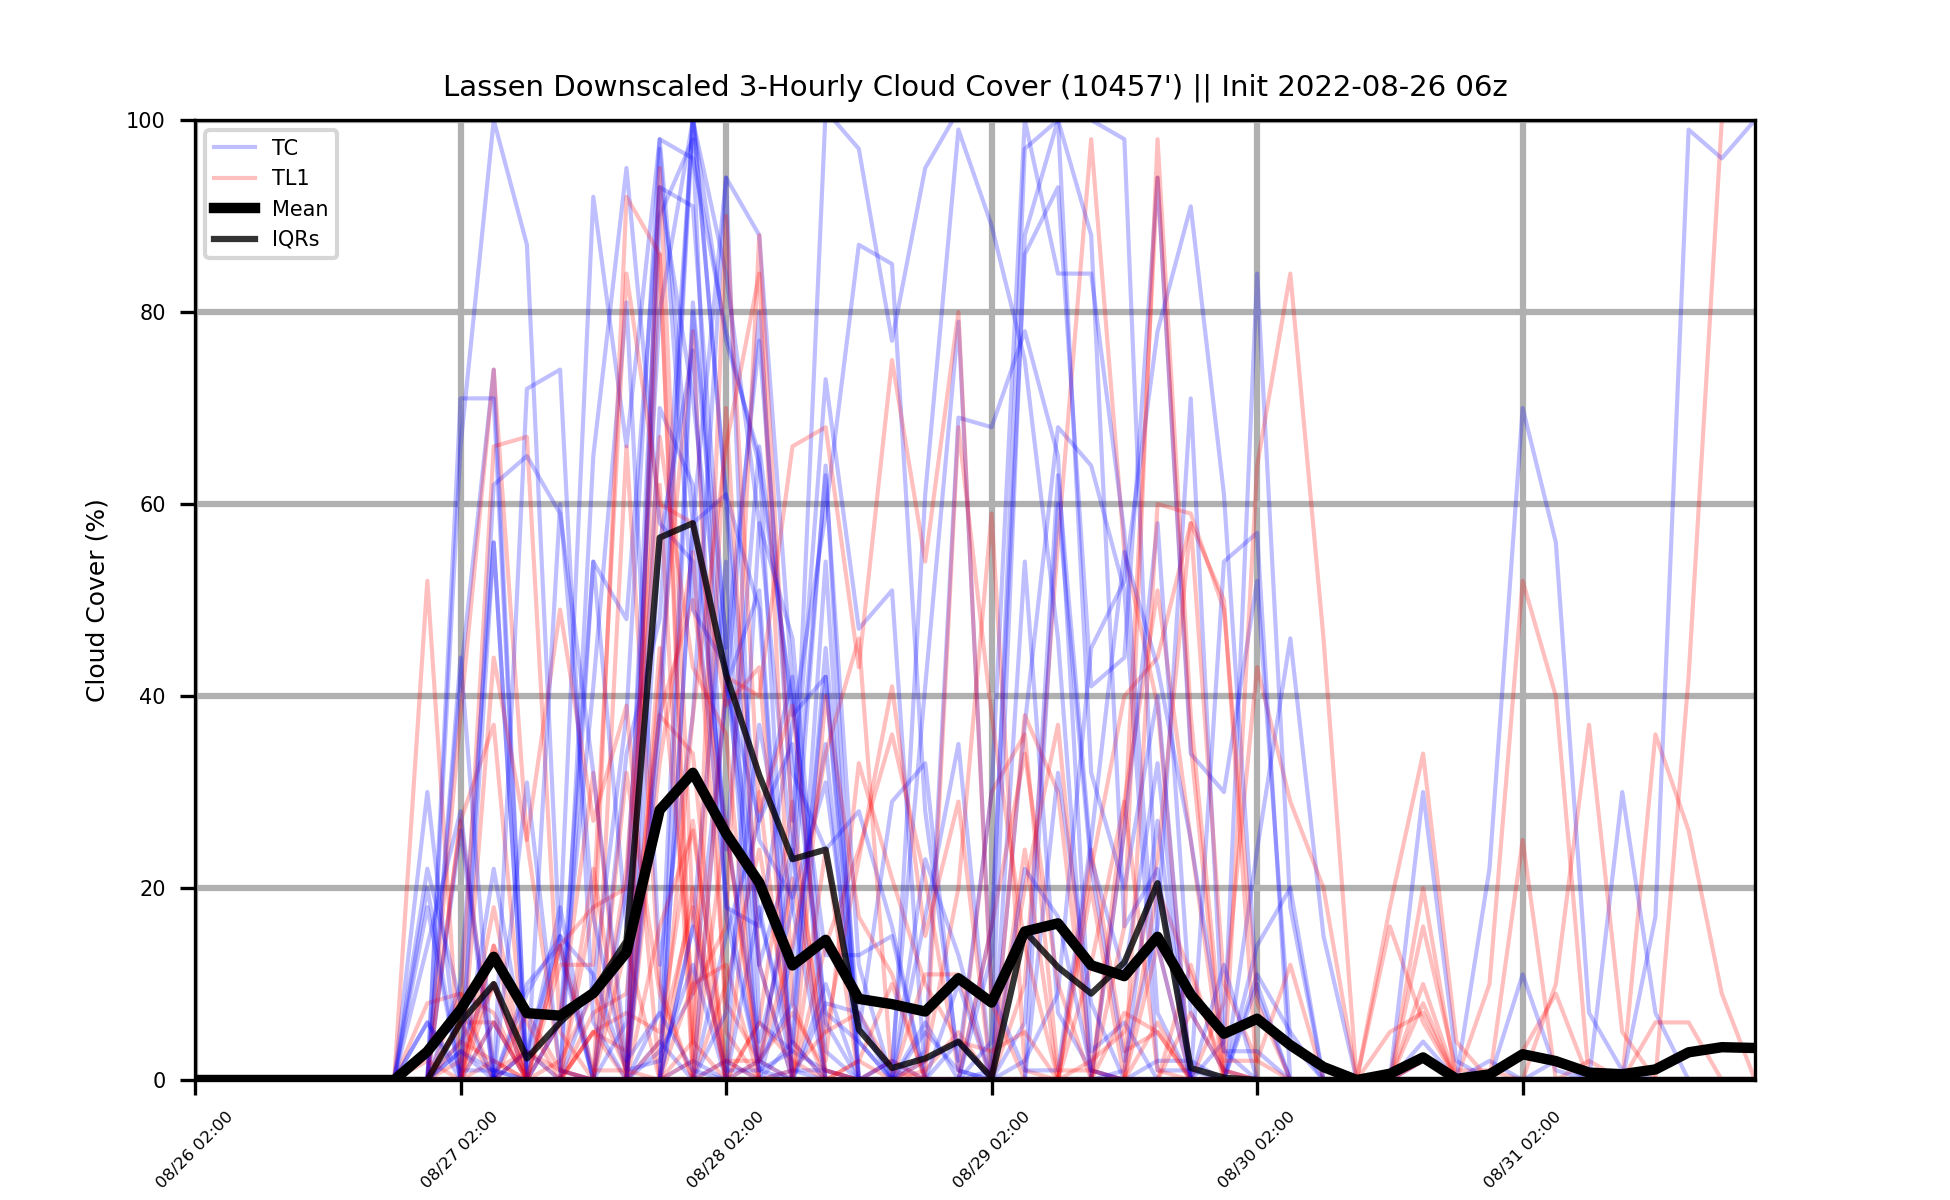 Lassen Downscaled 3-Hourly Cloud Cover (10457') || Init 2022-08-26 06z
TC
TL1
Mean
IQRs
Cloud Cover (%)
100
80
60
40
20
0
08/26 02:00
08/27 02:00
08/28 02:00
08/29 02:00
08/30 02:00
08/31 02:00